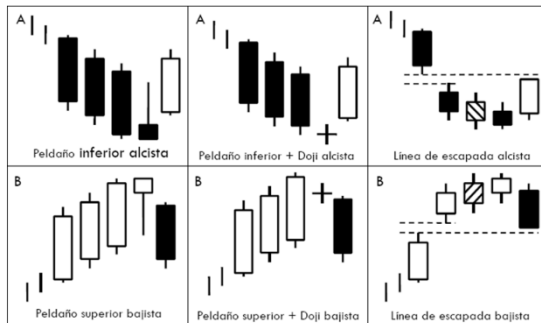 A
Peldaño inferior alcista
A
Peldaño inferior + Doji alcista
A
Línea de escapada alcista
B
Peldaño superior bajista
B
Peldaño superior + Doji bajista
B
Línea de escapada bajista